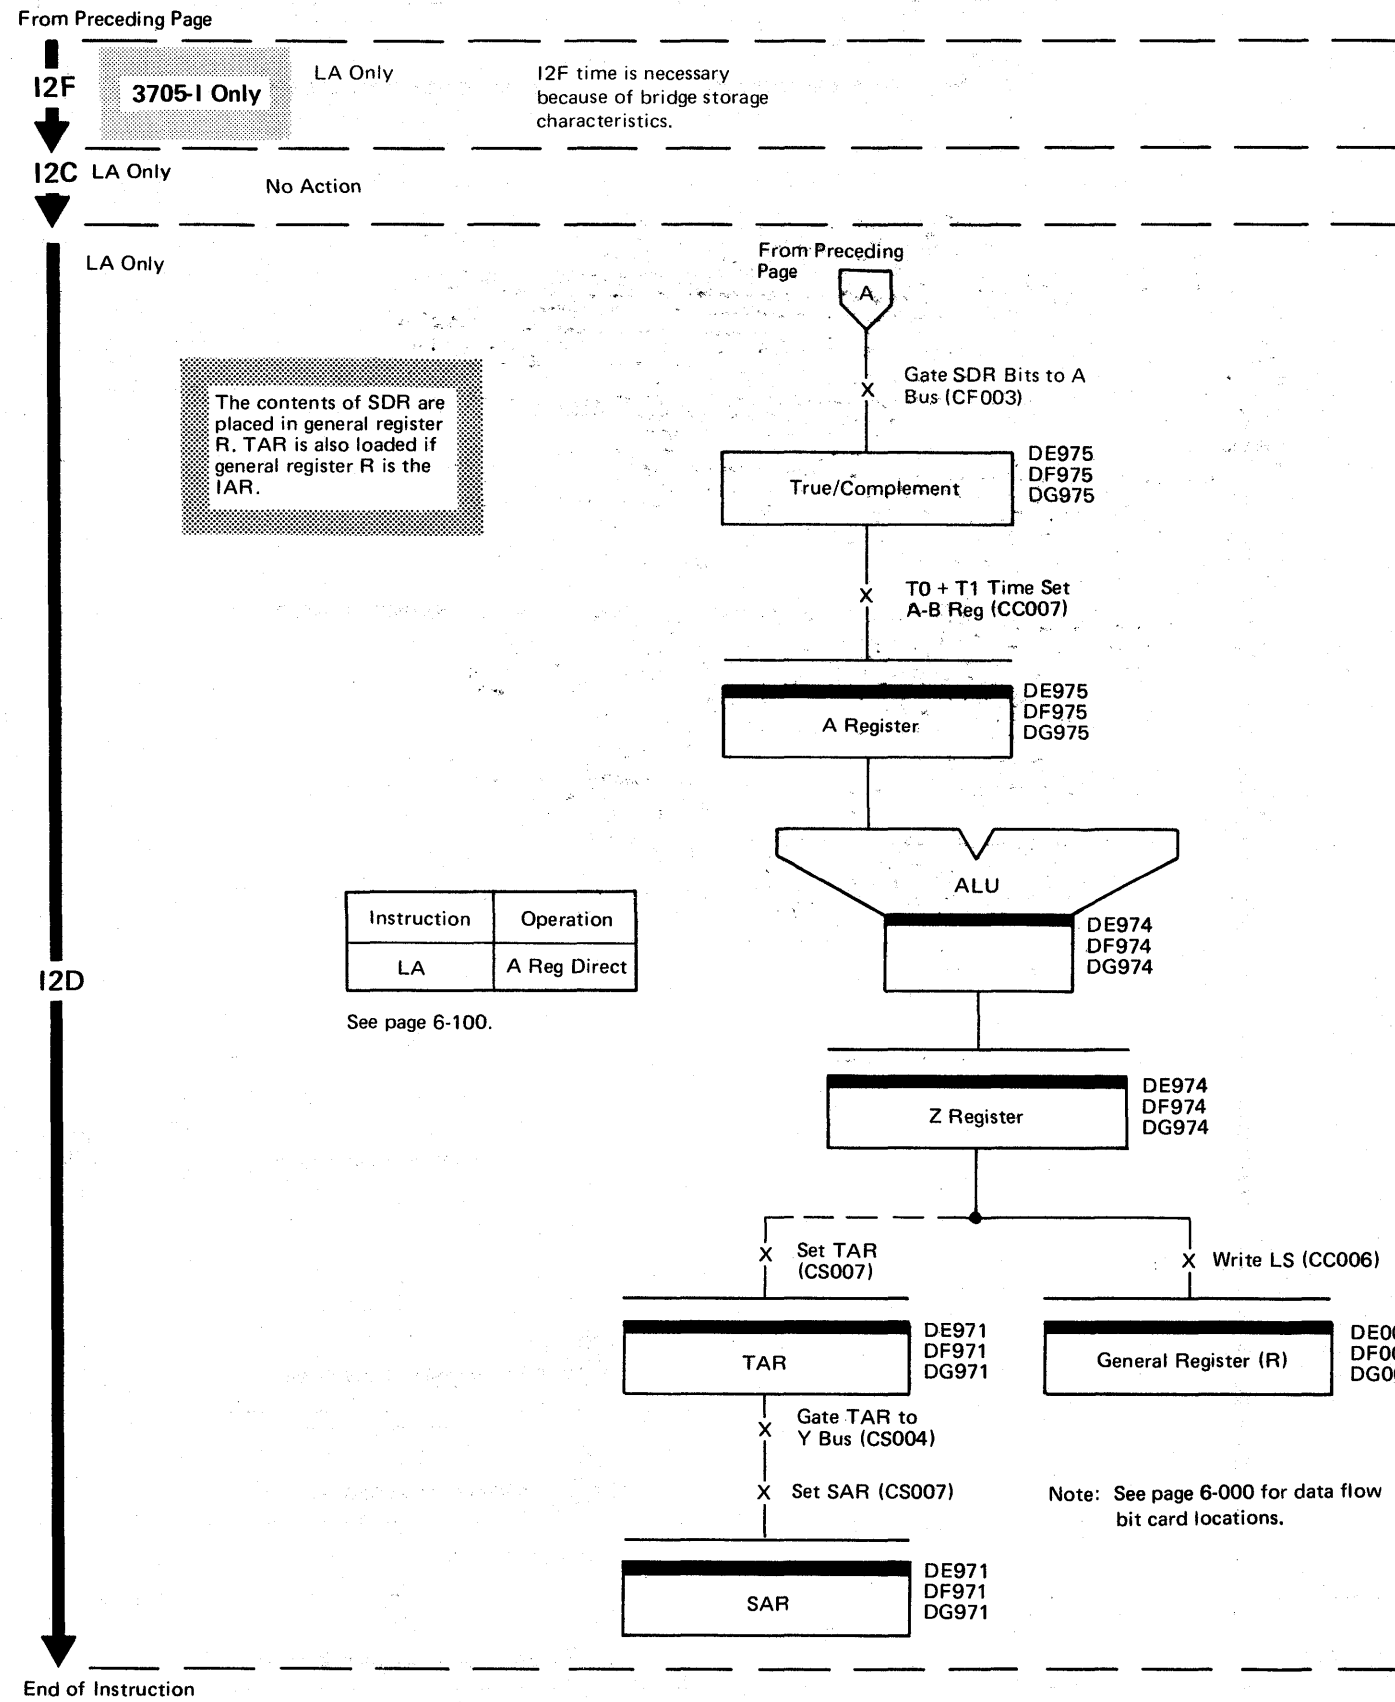 From Preceding Page
I2F
3705-I Only
LA Only
I2F time is necessary
because of bridge storage
characteristics.
I2C
LA Only
No Action
LA Only
From Preceding
Page
A
X
Gate SDR Bits to A
Bus (CF003)
The contents of SDR are
placed in general register
R. TAR is also loaded if
general register R is the
IAR.
True/Complement
DE975
DF975
DG975
X
T0 + T1 Time Set
A-B Reg (CC007)
A Register
DE975
DF975
DG975
ALU
DE974
DF974
DG974
Instruction
Operation
LA
A Reg Direct
See page 6-100.
I2D
Z Register
DE974
DF974
DG974
X
Set TAR
(CS007)
X
Write LS (CC006)
TAR
DE971
DF971
DG971
General Register (R)
X
Gate TAR to
Y Bus (CS004)
X
Set SAR (CS007)
Note: See page 6-000 for data flow
bit card locations.
SAR
DE971
DF971
DG971
End of Instruction